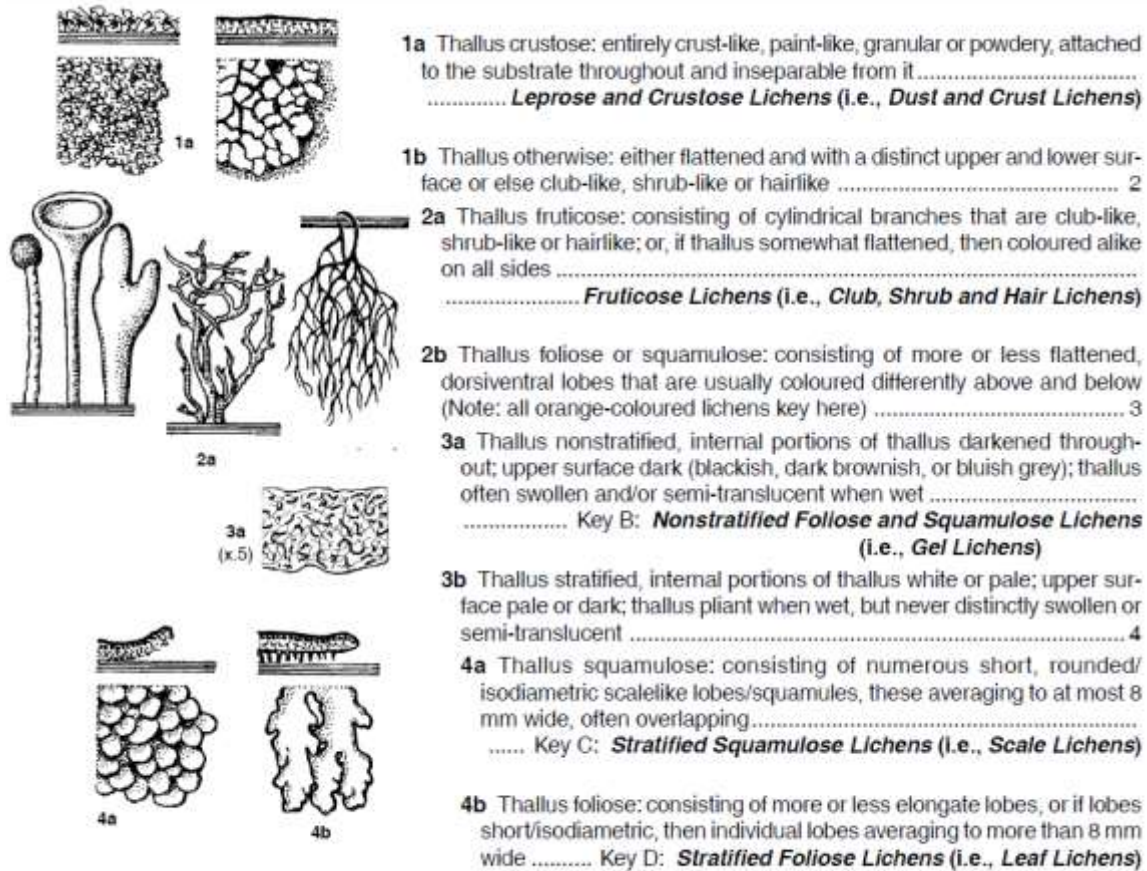 1a Thallus crustose: entirely crust-like, paint-like, granular or powdery, attached
to the substrate throughout and inseparable from it....................................
............. Leprose and Crustose Lichens (i.e., Dust and Crust Lichens)
1a
1b Thallus otherwise: either flattened and with a distinct upper and lower sur-
face or else club-like, shrub-like or hairlike ............................................. 2
2a Thallus fruticose: consisting of cylindrical branches that are club-like,
shrub-like or hairlike; or, if thallus somewhat flattened, then coloured alike
on all sides ..............................................................................................
...................... Fruticose Lichens (i.e., Club, Shrub and Hair Lichens)
2b Thallus foliose or squamulose: consisting of more or less flattened,
dorsiventral lobes that are usually coloured differently above and below
(Note: all orange-coloured lichens key here) ........................................ 3
2a
3a Thallus nonstratified, internal portions of thallus darkened through-
out; upper surface dark (blackish, dark brownish, or bluish grey); thallus
often swollen and/or semi-translucent when wet ..................................
................. Key B: Nonstratified Foliose and Squamulose Lichens
(i.e., Gel Lichens)
3a
(x.5)
3b Thallus stratified, internal portions of thallus white or pale; upper sur-
face pale or dark; thallus pliant when wet, but never distinctly swollen or
semi-translucent ................................................................................ 4
4a Thallus squamulose: consisting of numerous short, rounded/
isodiametric scalelike lobes/squamules, these averaging to at most 8
mm wide, often overlapping..............................................................
...... Key C: Stratified Squamulose Lichens (i.e., Scale Lichens)
4a
4b
4b Thallus foliose: consisting of more or less elongate lobes, or if lobes
short/isodiametric, then individual lobes averaging to more than 8 mm
wide .......... Key D: Stratified Foliose Lichens (i.e., Leaf Lichens)